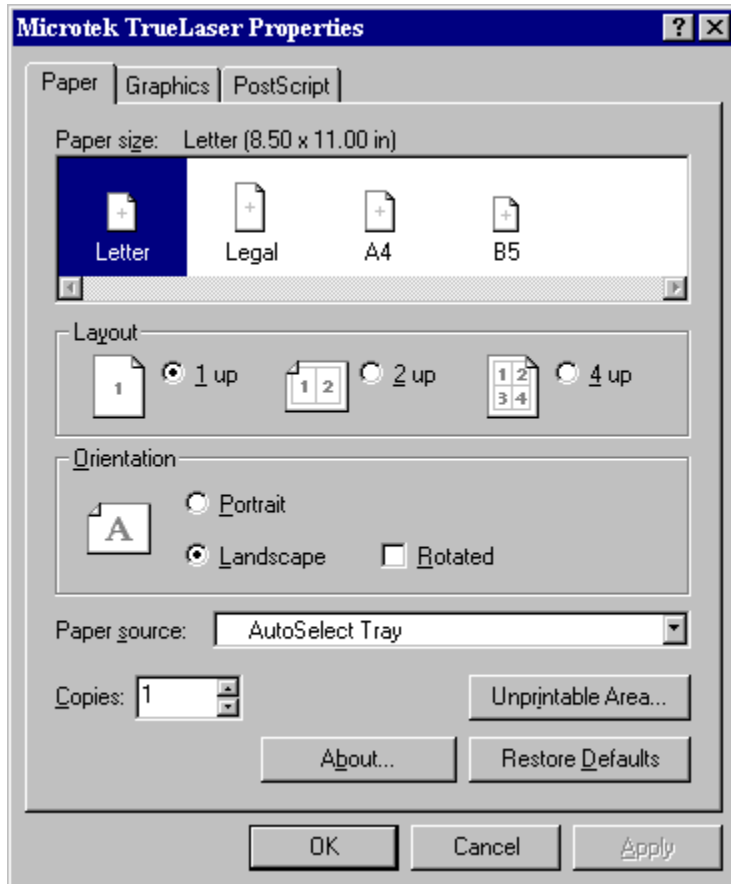 Microtek TrueLaser Properties
Paper Graphics PostScript
Paper size: Letter (8.50 x 11.00 in)
Letter Legal A4 B5
Layout
1 1 up 1 2 2 up 1 2 4 up
3 4
Orientation
Portrait
A
Landscape Rotated
Paper source: AutoSelect Tray
Copies: 1 Unprintable Area...
About... Restore Defaults
OK Cancel Apply